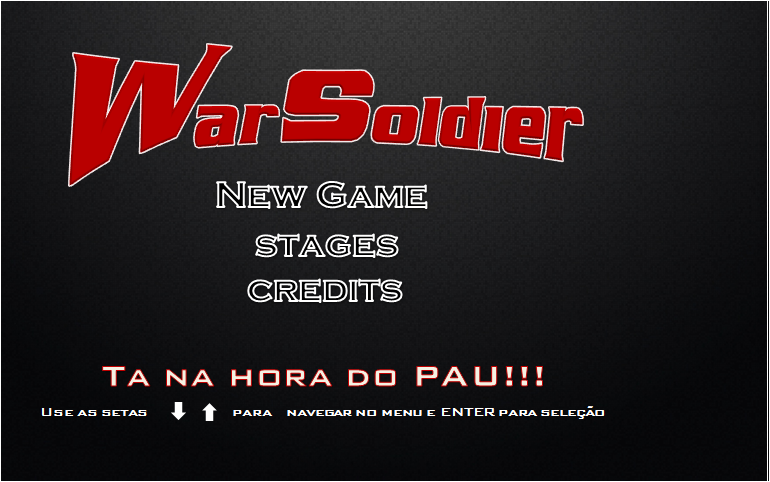 WarSoldier
New Game
STAGES
CREDITS
Ta na hora do PAU!!!
Use as setas para navegar no menu e ENTER para seleção